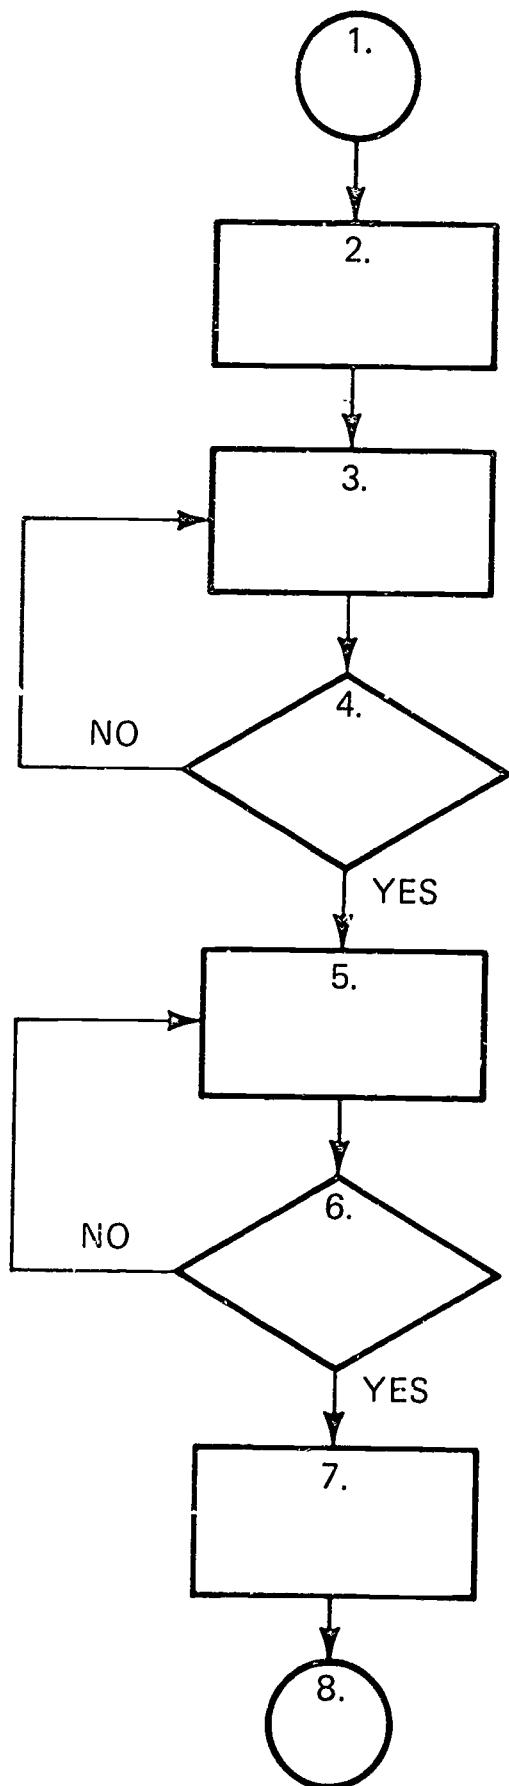 1.
2.
3.
4.
NO
YES
5.
6.
NO
YES
7.
8.